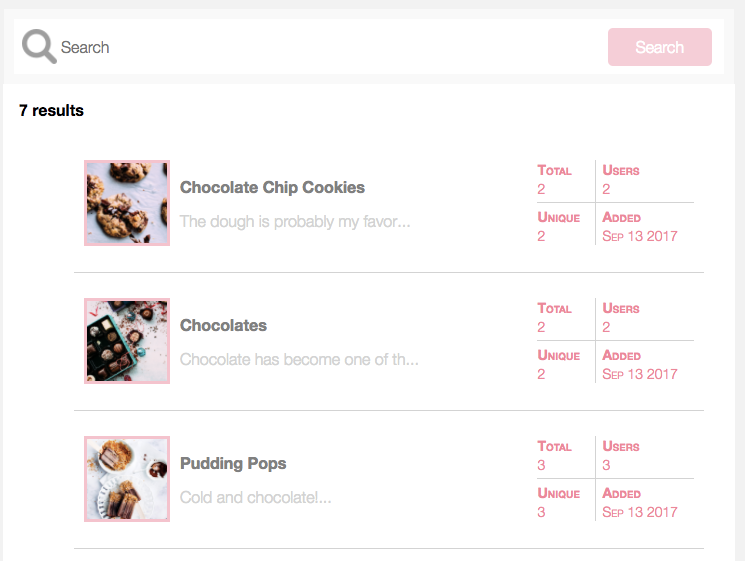 Search
Search
7 results
Chocolate Chip Cookies
The dough is probably my favor...
Total
2
Users
2
Unique
2
Added
Sep 13 2017
Chocolates
Chocolate has become one of th...
Total
2
Users
2
Unique
2
Added
Sep 13 2017
Pudding Pops
Cold and chocolate!...
Total
3
Users
3
Unique
3
Added
Sep 13 2017